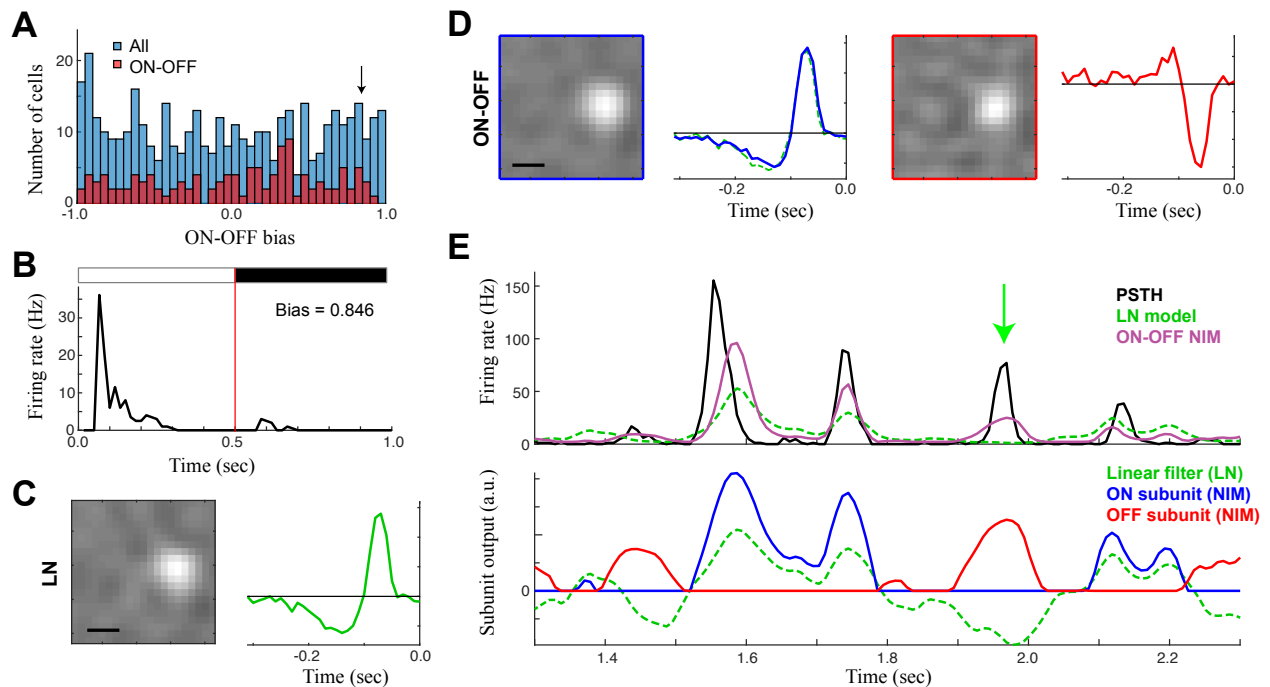 A
All
ON-OFF
Number of cells
20
10
0
-1.0 0.0 1.0
ON-OFF bias
B
Bias = 0.846
Firing rate (Hz)
30
20
10
0
0.0 0.5 1.0
Time (sec)
C
LN
-0.2 0.0
Time (sec)
D
ON-OFF
-0.2 0.0
Time (sec)
-0.2 0.0
Time (sec)
E
Firing rate (Hz)
150
100
50
0
PSTH
LN model
ON-OFF NIM
Subunit output (a.u.)
0
Linear filter (LN)
ON subunit (NIM)
OFF subunit (NIM)
1.4 1.6 1.8 2.0 2.2
Time (sec)